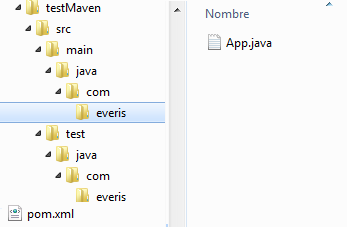 testMaven
src
main
java
com
everis
test
java
com
everis
pom.xml
Nombre
App.java